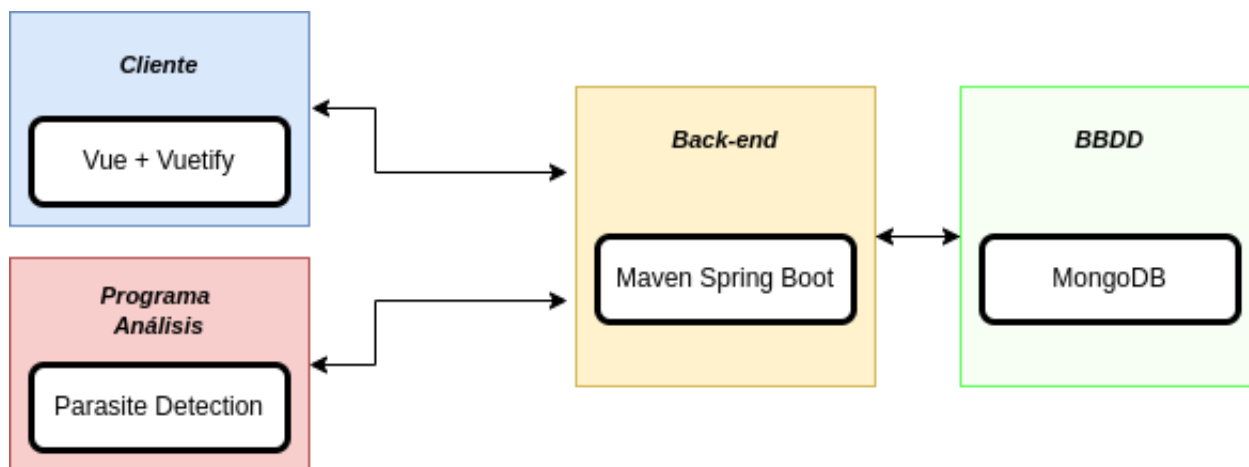 Cliente
Vue + Vuetify
Programa
Análisis
Parasite Detection
Back-end
Maven Spring Boot
BBDD
MongoDB